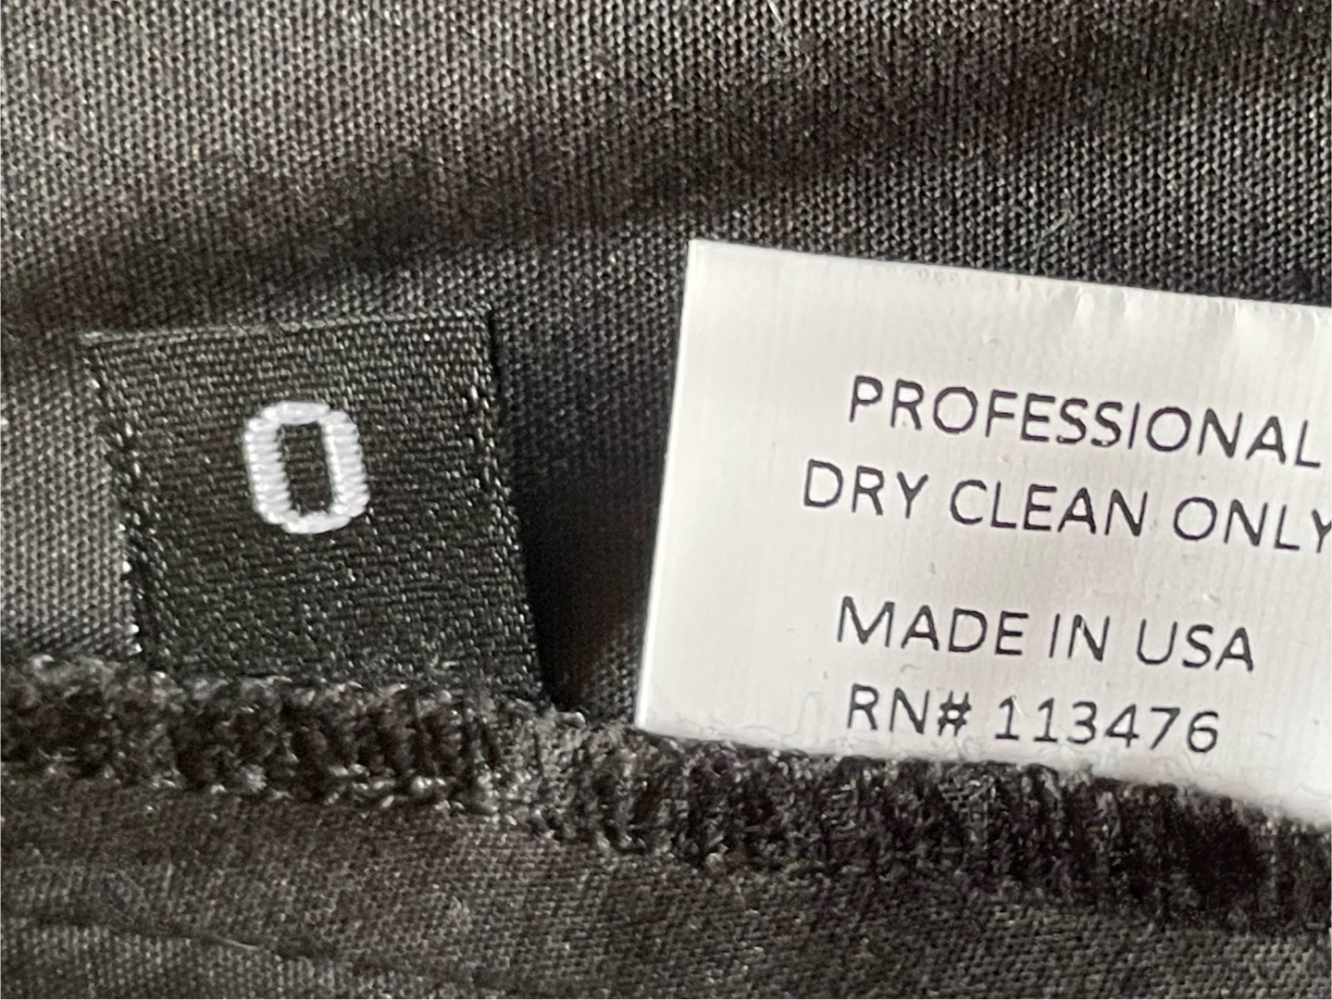 0
PROFESSIONAL
DRY CLEAN ONLY
MADE IN USA
RN# 113476